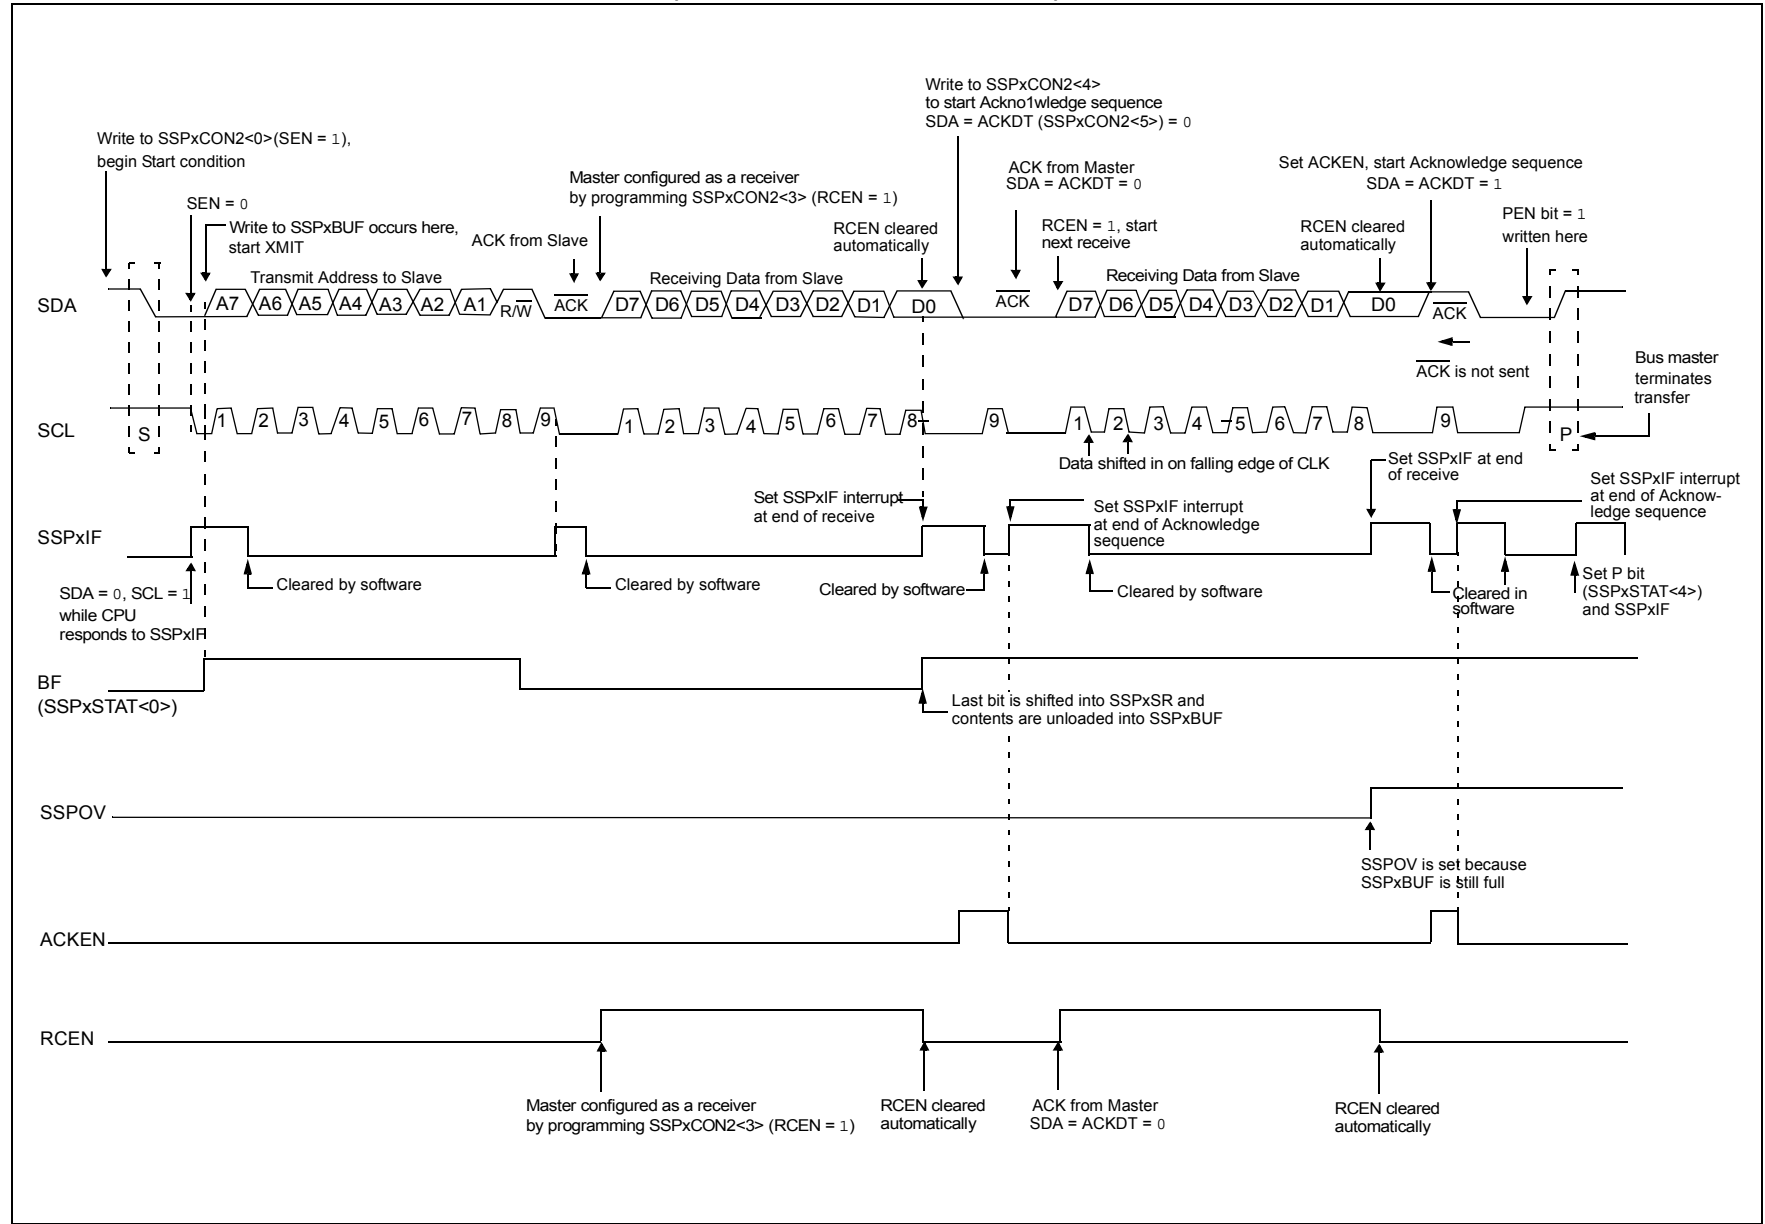 Write to SSPxCON2<4>
to start Ackno1wledge sequence
SDA = ACKDT (SSPxCON2<5>) = 0
Write to SSPxCON2<0>(SEN = 1),
begin Start condition
ACK from Master
SDA = ACKDT = 0
Set ACKEN, start Acknowledge sequence
SDA = ACKDT = 1
Master configured as a receiver
by programming SSPxCON2<3> (RCEN = 1)
SEN = 0
Write to SSPxBUF occurs here,
start XMIT
ACK from Slave
RCEN cleared
automatically
RCEN = 1, start
next receive
RCEN cleared
automatically
PEN bit = 1
written here
Transmit Address to Slave
Receiving Data from Slave
Receiving Data from Slave
SDA
A7 A6 A5 A4 A3 A2 A1 R/W ACK D7 D6 D5 D4 D3 D2 D1 D0 ACK D7 D6 D5 D4 D3 D2 D1 D0 ACK
ACK is not sent
Bus master
terminates
transfer
SCL
S 1 2 3 4 5 6 7 8 9 1 2 3 4 5 6 7 8 9 1 2 3 4 5 6 7 8 9 P
Data shifted in on falling edge of CLK
Set SSPxIF at end
of receive
Set SSPxIF interrupt
at end of receive
Set SSPxIF interrupt
at end of Acknowledge
sequence
Set SSPxIF interrupt
at end of Acknow-
ledge sequence
SSPxIF
Cleared by software
Cleared by software
Cleared by software
Cleared by software
Cleared in
software
Set P bit
(SSPxSTAT<4>)
and SSPxIF
SDA = 0, SCL = 1
while CPU
responds to SSPxIF
BF
(SSPxSTAT<0>)
Last bit is shifted into SSPxSR and
contents are unloaded into SSPxBUF
SSPOV
SSPOV is set because
SSPxBUF is still full
ACKEN
RCEN
Master configured as a receiver
by programming SSPxCON2<3> (RCEN = 1)
RCEN cleared
automatically
ACK from Master
SDA = ACKDT = 0
RCEN cleared
automatically